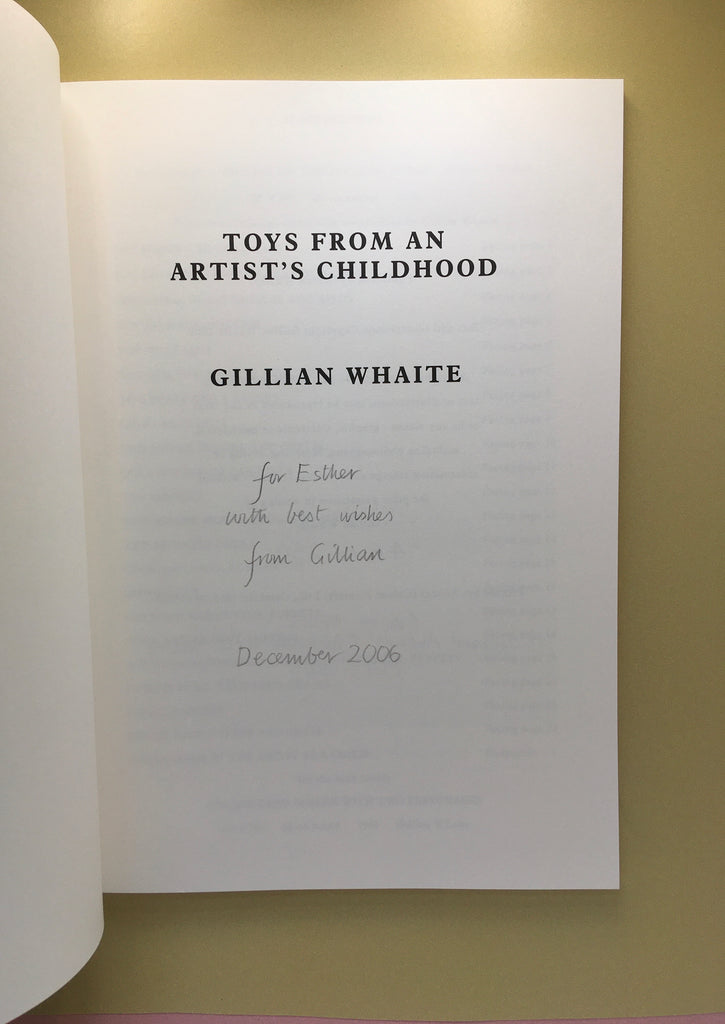 TOYS FROM AN
ARTIST'S CHILDHOOD
GILLIAN WHAITE
for Esther
with best wishes
from Gillian
December 2006